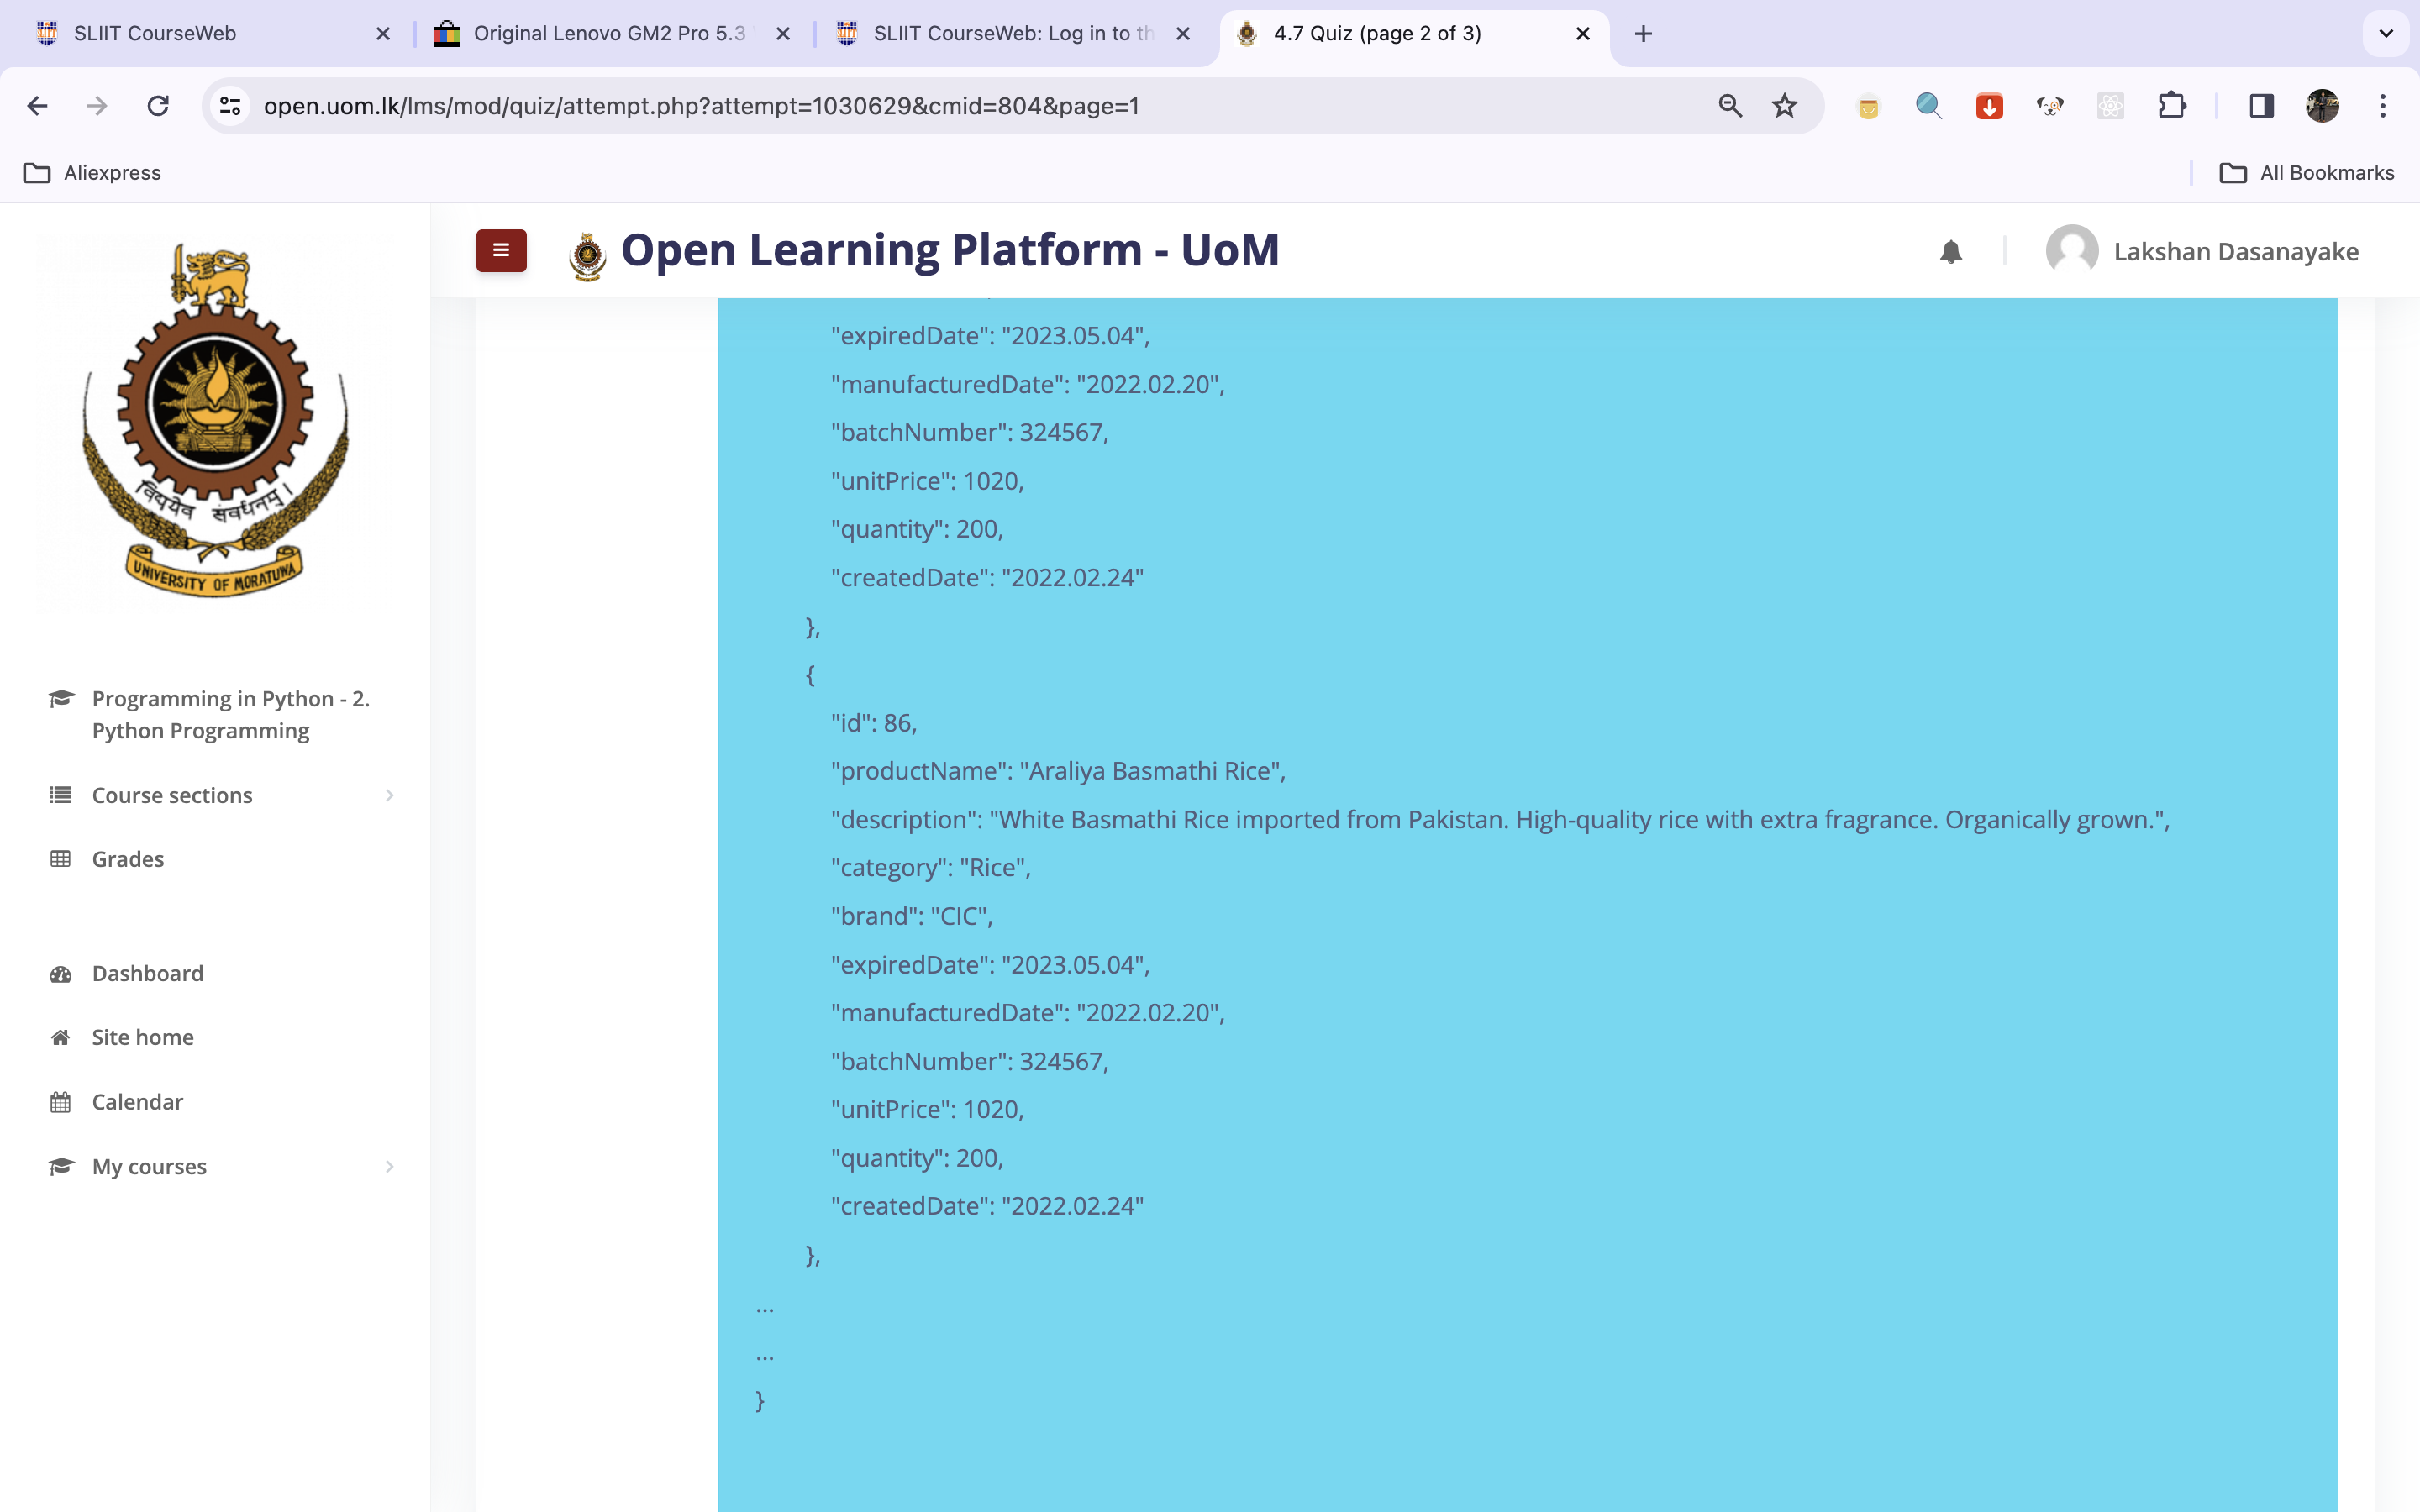 SLIIT CourseWeb
Original Lenovo GM2 Pro 5.3
SLIIT CourseWeb: Log in to th
4.7 Quiz (page 2 of 3)
open.uom.lk/lms/mod/quiz/attempt.php?attempt=1030629&cmid=804&page=1
Aliexpress
All Bookmarks
Open Learning Platform - UoM
Lakshan Dasanayake
विद्ययैव संवर्धनम् ।
UNIVERSITY OF MORATUWA
Programming in Python - 2.
Python Programming
Course sections
Grades
Dashboard
Site home
Calendar
My courses
"expiredDate": "2023.05.04",
"manufacturedDate": "2022.02.20",
"batchNumber": 324567,
"unitPrice": 1020,
"quantity": 200,
"createdDate": "2022.02.24"
},
{
"id": 86,
"productName": "Araliya Basmathi Rice",
"description": "White Basmathi Rice imported from Pakistan. High-quality rice with extra fragrance. Organically grown.",
"category": "Rice",
"brand": "CIC",
"expiredDate": "2023.05.04",
"manufacturedDate": "2022.02.20",
"batchNumber": 324567,
"unitPrice": 1020,
"quantity": 200,
"createdDate": "2022.02.24"
},
...
...
}